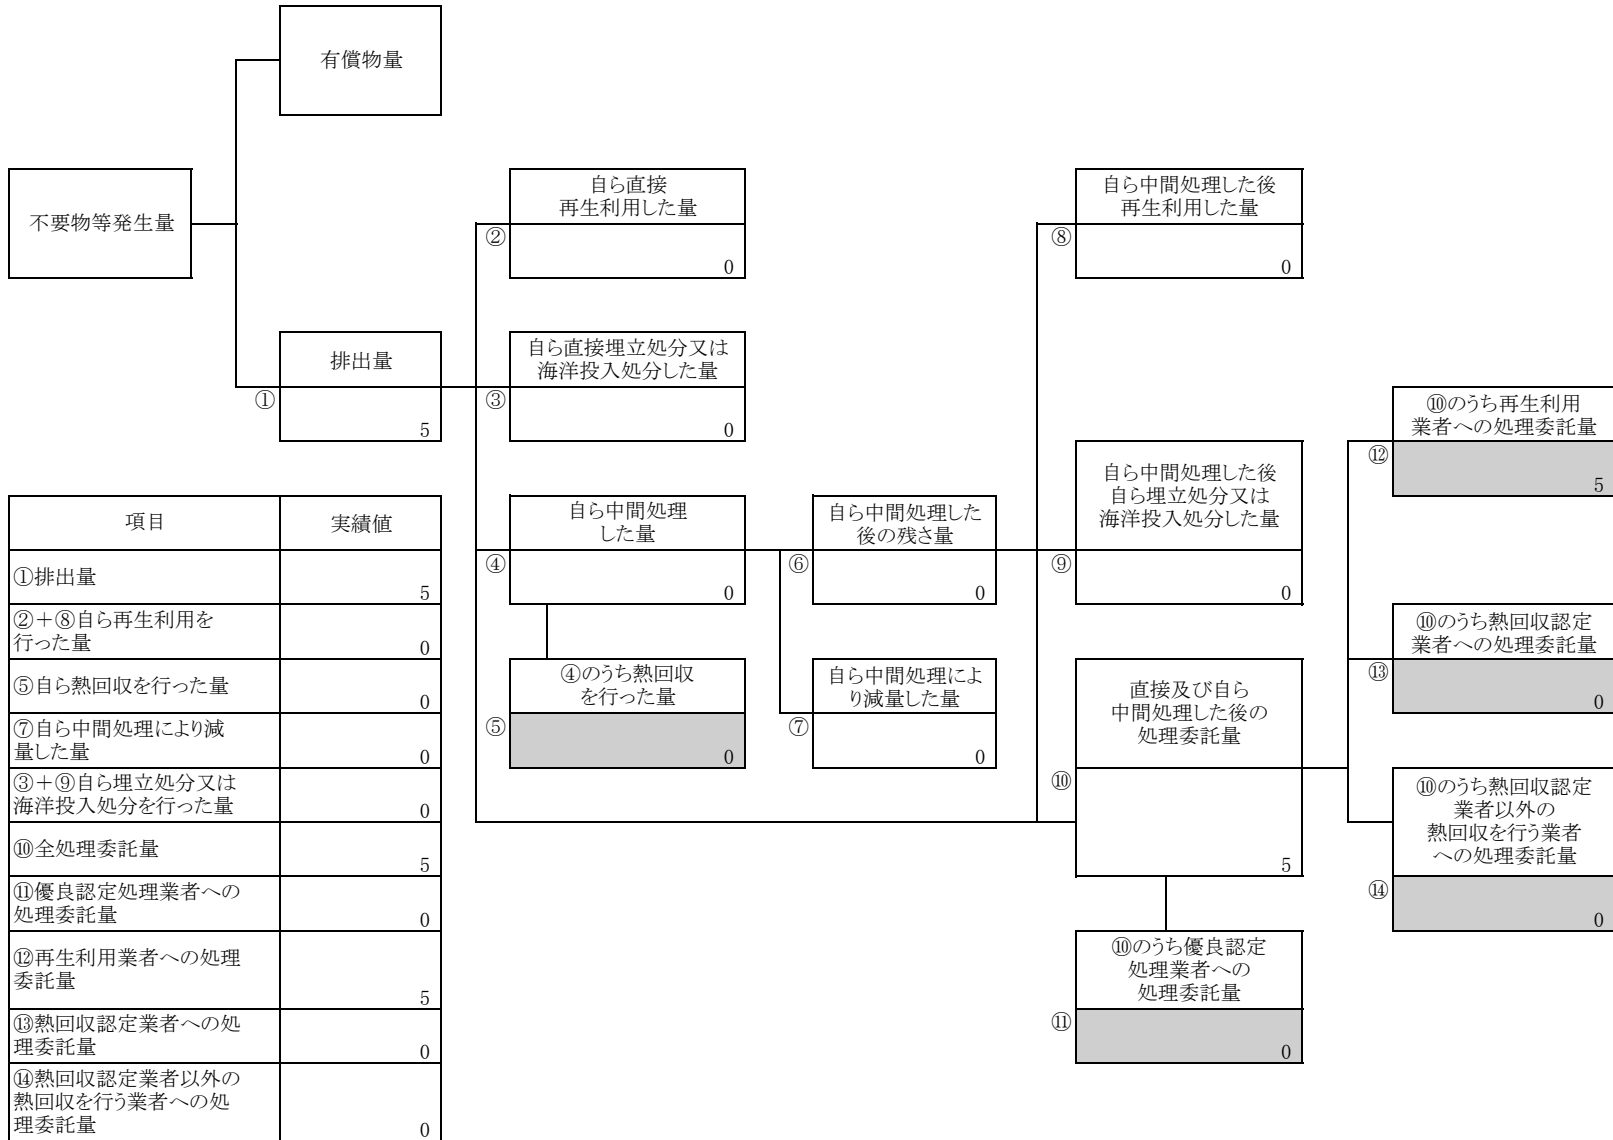 有償物量
不要物等発生量
自ら直接
再生利用した量
②
0
自ら中間処理した後
再生利用した量
⑧
0
排出量
①
5
自ら直接埋立処分又は
海洋投入処分した量
③
0
⑩のうち再生利用
業者への処理委託量
⑫
5
自ら中間処理
した量
④
0
自ら中間処理した
後の残さ量
⑥
0
自ら中間処理した後
自ら埋立処分又は
海洋投入処分した量
⑨
0
⑩のうち熱回収認定
業者への処理委託量
⑬
0
④のうち熱回収
を行った量
⑤
0
自ら中間処理によ
り減量した量
⑦
0
直接及び自ら
中間処理した後の
処理委託量
⑩
5
⑩のうち熱回収認定
業者以外の
熱回収を行う業者
への処理委託量
⑭
0
⑩のうち優良認定
処理業者への
処理委託量
⑪
0
項目 実績値
①排出量 5
②+⑧自ら再生利用を
行った量 0
⑤自ら熱回収を行った量 0
⑦自ら中間処理により減
量した量 0
③+⑨自ら埋立処分又は
海洋投入処分を行った量 0
⑩全処理委託量 5
⑪優良認定処理業者への
処理委託量 0
⑫再生利用業者への処理
委託量 5
⑬熱回収認定業者への処
理委託量 0
⑭熱回収認定業者以外の
熱回収を行う業者への処
理委託量 0